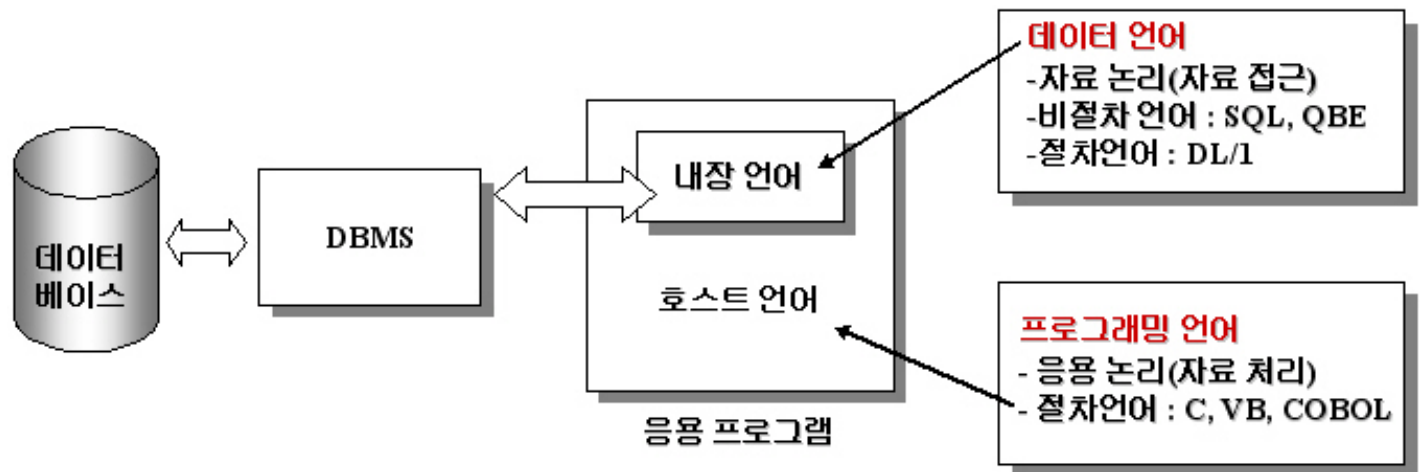 데이터
베이스
DBMS
내장 언어
호스트 언어
응용 프로그램
데이터 언어
-자료 논리(자료 접근)
-비절차 언어 : SQL, QBE
-절차언어 : DL/1
프로그래밍 언어
- 응용 논리(자료 처리)
- 절차언어 : C, VB, COBOL